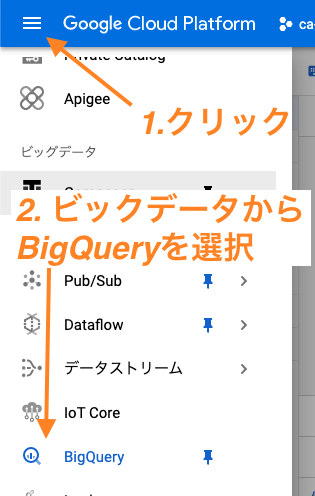 Google Cloud Platform
ca-
Private Catalog
Apigee
1.クリック
ビッグデータ
2. ビックデータから
BigQueryを選択
Pub/Sub
Dataflow
データストリーム
IoT Core
BigQuery